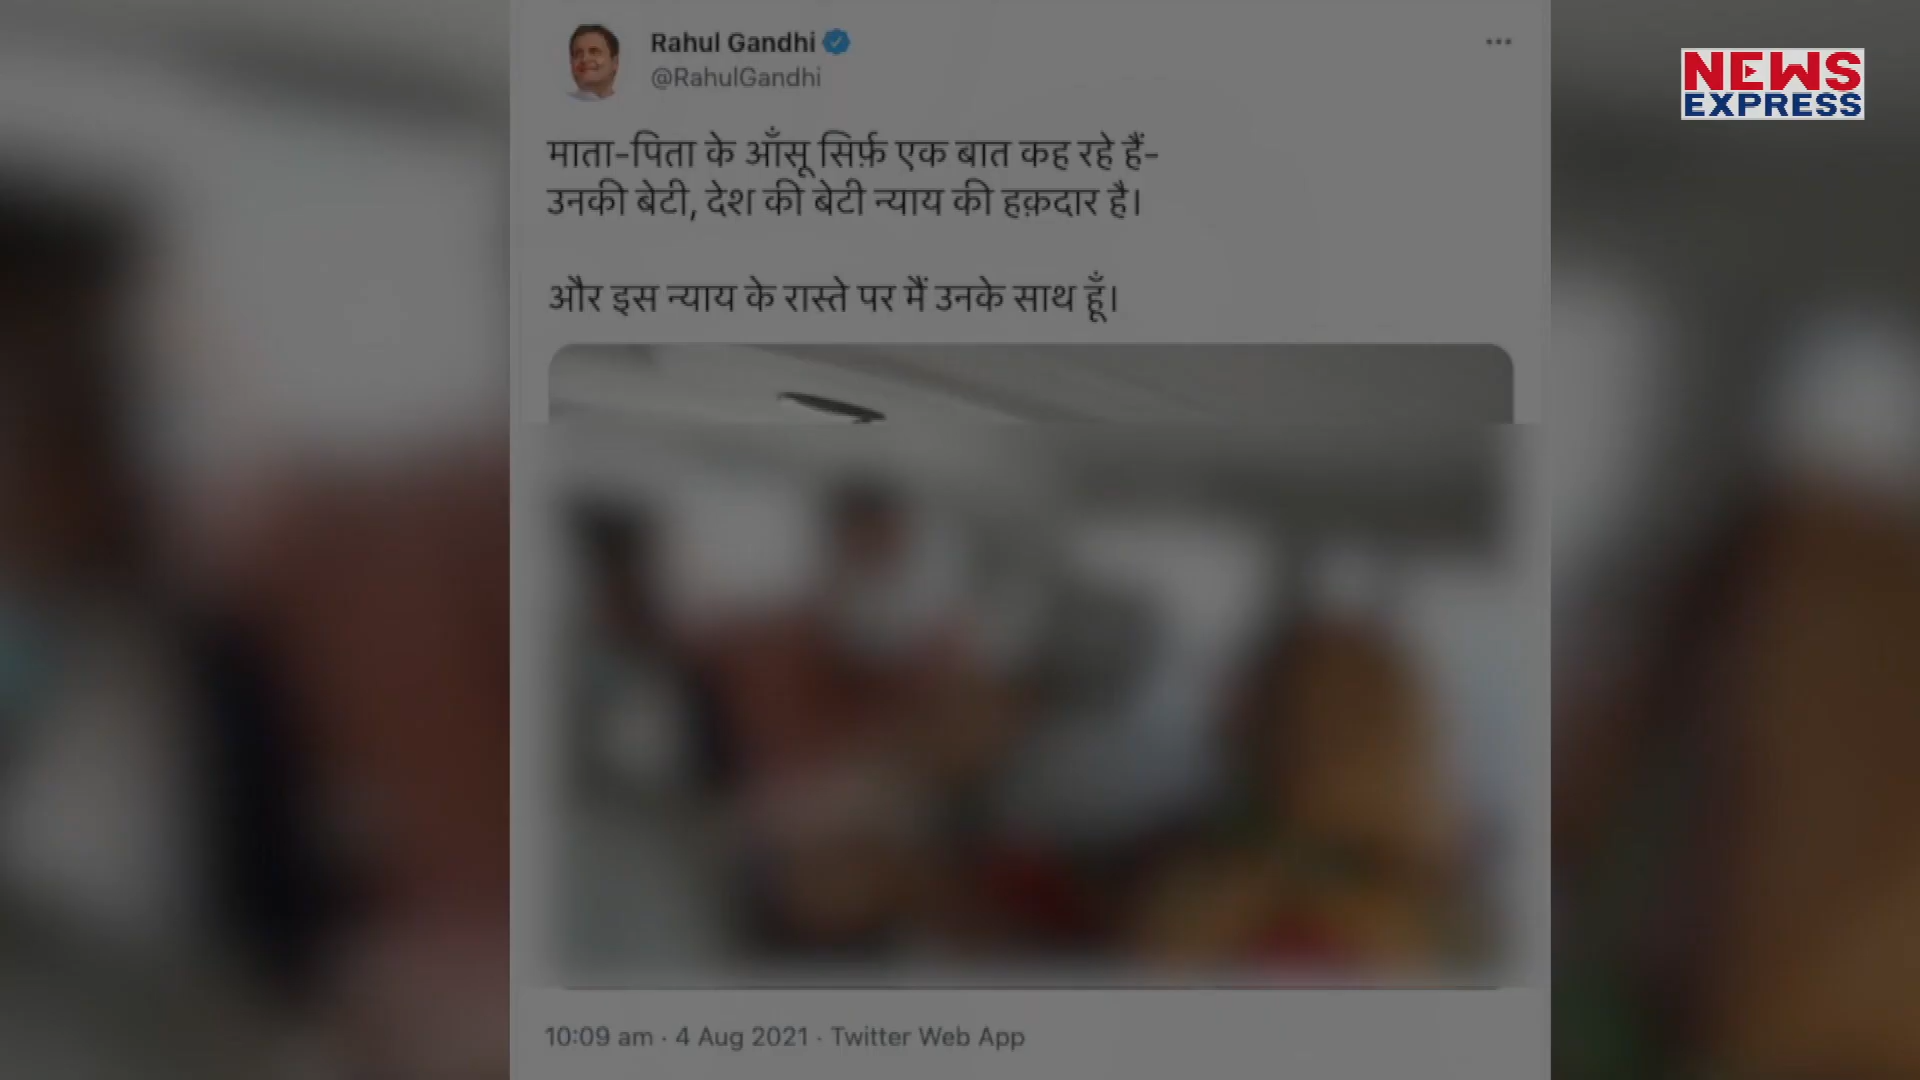 Rahul Gandhi
@RahulGandhi
माता-पिता के आँसू सिर्फ़ एक बात कह रहे हैं-
उनकी बेटी, देश की बेटी न्याय की हक़दार है।
और इस न्याय के रास्ते पर मैं उनके साथ हूँ।
10:09 am · 4 Aug 2021 · Twitter Web App
NEWS
EXPRESS